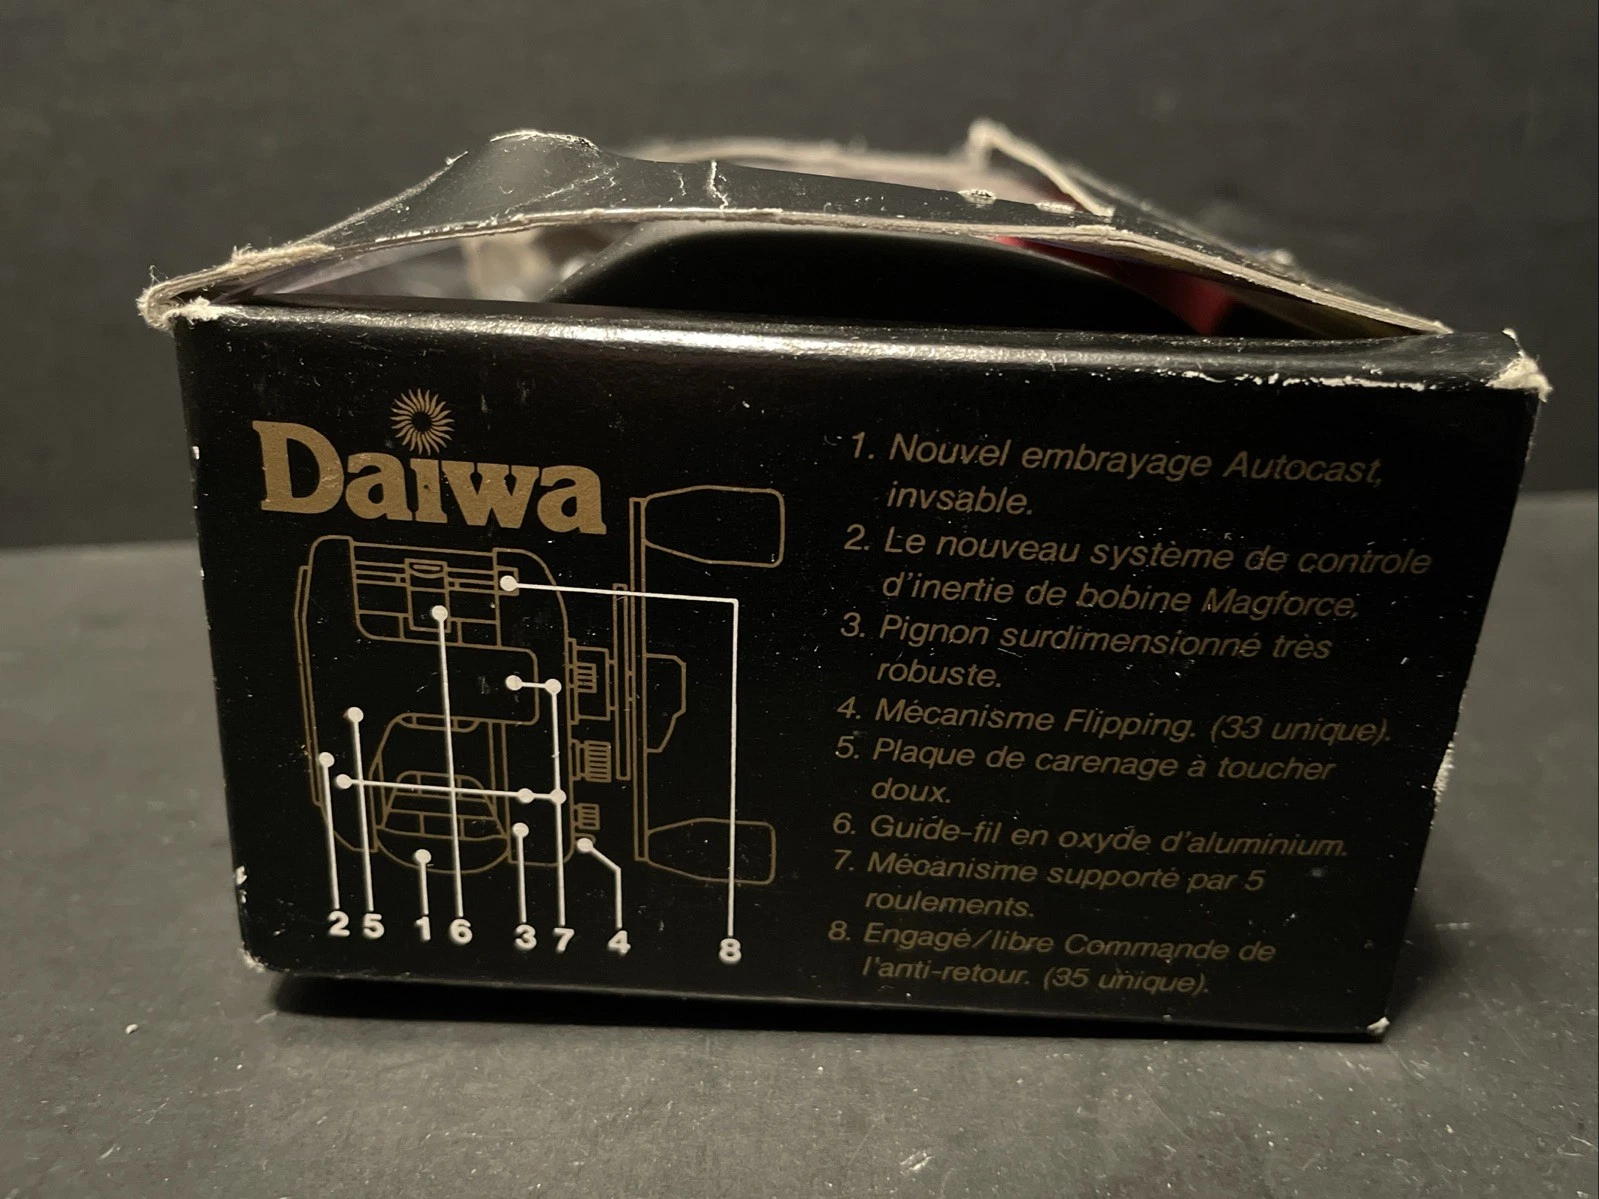 Daiwa
1. Nouvel embrayage Autocast,
invsable.
2. Le nouveau système de controle
d'inertie de bobine Magforce,
3. Pignon surdimensionné très
robuste.
4. Mécanisme Flipping. (33 unique).
5. Plaque de carenage à toucher
doux.
6. Guide-fil en oxyde d'aluminium.
7. Mécanisme supporté par 5
roulements.
8. Engagé/libre Commande de
l'anti-retour. (35 unique).
2 5 1 6 3 7 4 8